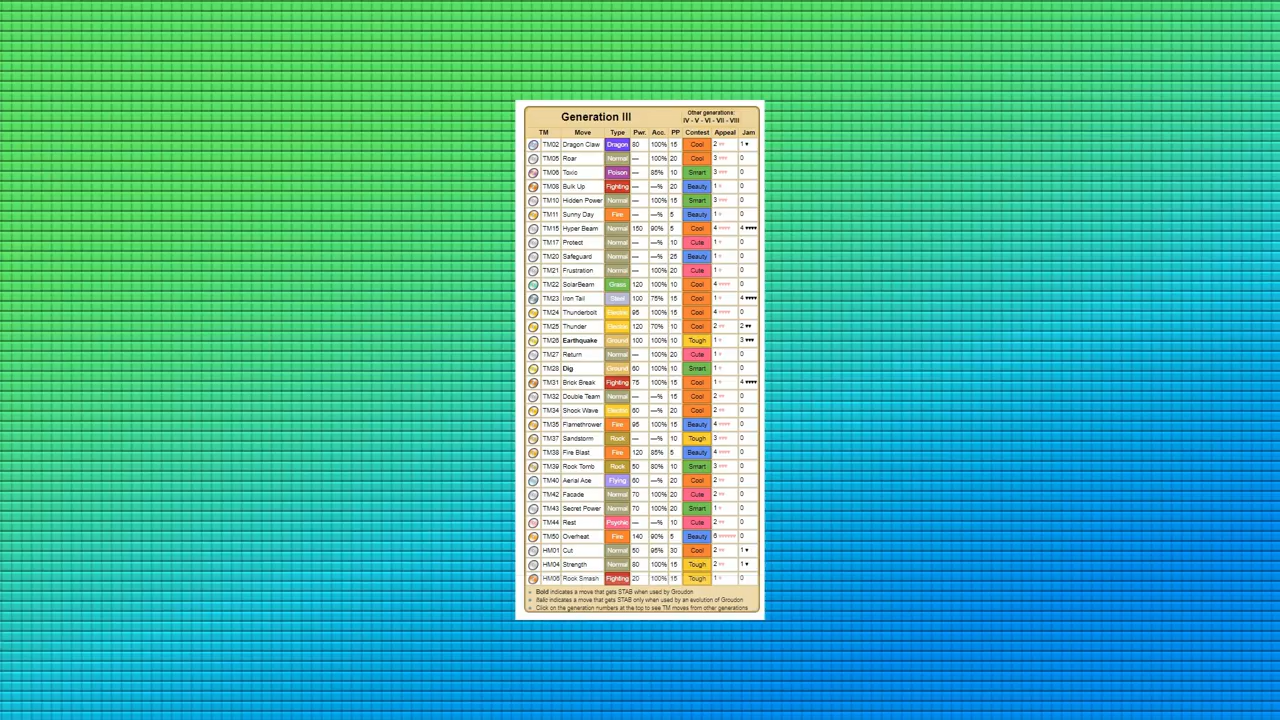 Generation III
Other generations:
IV - V - VI - VII - VIII
TM Move Type Pwr. Acc. PP Contest Appeal Jam
TM02 Dragon Claw Dragon 80 100% 15 Cool 2 1
TM05 Roar Normal — 100% 20 Cool 3 0
TM06 Toxic Poison — 85% 10 Smart 3 0
TM08 Bulk Up Fighting — —% 20 Beauty 1 0
TM10 Hidden Power Normal — 100% 15 Smart 3 0
TM11 Sunny Day Fire — —% 5 Beauty 1 0
TM15 Hyper Beam Normal 150 90% 5 Cool 4 4
TM17 Protect Normal — —% 10 Cute 1 0
TM20 Safeguard Normal — —% 25 Beauty 1 0
TM21 Frustration Normal — 100% 20 Cute 1 0
TM22 SolarBeam Grass 120 100% 10 Cool 4 0
TM23 Iron Tail Steel 100 75% 15 Cool 1 4
TM24 Thunderbolt Electric 95 100% 15 Cool 4 0
TM25 Thunder Electric 120 70% 10 Cool 2 2
TM26 Earthquake Ground 100 100% 10 Tough 1 3
TM27 Return Normal — 100% 20 Cute 1 0
TM28 Dig Ground 60 100% 10 Smart 1 0
TM31 Brick Break Fighting 75 100% 15 Cool 1 4
TM32 Double Team Normal — —% 15 Cool 2 0
TM34 Shock Wave Electric 60 —% 20 Cool 2 0
TM35 Flamethrower Fire 95 100% 15 Beauty 4 0
TM37 Sandstorm Rock — —% 10 Tough 3 0
TM38 Fire Blast Fire 120 85% 5 Beauty 4 0
TM39 Rock Tomb Rock 50 80% 10 Smart 3 0
TM40 Aerial Ace Flying 60 —% 20 Cool 2 0
TM42 Facade Normal 70 100% 20 Cute 2 0
TM43 Secret Power Normal 70 100% 20 Smart 1 0
TM44 Rest Psychic — —% 10 Cute 2 0
TM50 Overheat Fire 140 90% 5 Beauty 6 0
HM01 Cut Normal 50 95% 30 Cool 2 1
HM04 Strength Normal 80 100% 15 Tough 2 1
HM06 Rock Smash Fighting 20 100% 15 Tough 1 0
Bold indicates a move that gets STAB when used by Groudon
Italic indicates a move that gets STAB only when used by an evolution of Groudon
Click on the generation numbers at the top to see TM moves from other generations